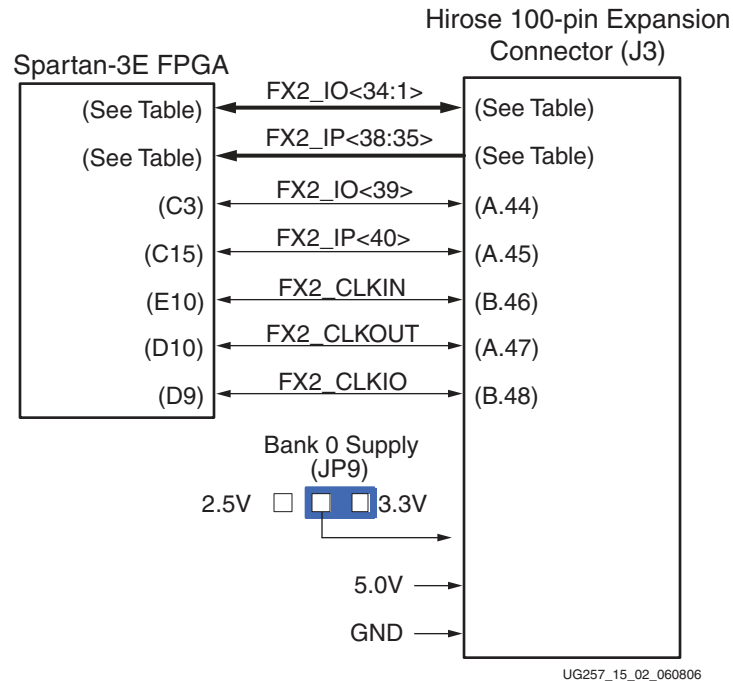 Hirose 100-pin Expansion
Connector (J3)
Spartan-3E FPGA
(See Table) FX2_IO<34:1> (See Table)
(See Table) FX2_IP<38:35> (See Table)
(C3) FX2_IO<39> (A.44)
(C15) FX2_IP<40> (A.45)
(E10) FX2_CLKIN (B.46)
(D10) FX2_CLKOUT (A.47)
(D9) FX2_CLKIO (B.48)
Bank 0 Supply
(JP9)
2.5V 3.3V
5.0V
GND
UG257_15_02_060806